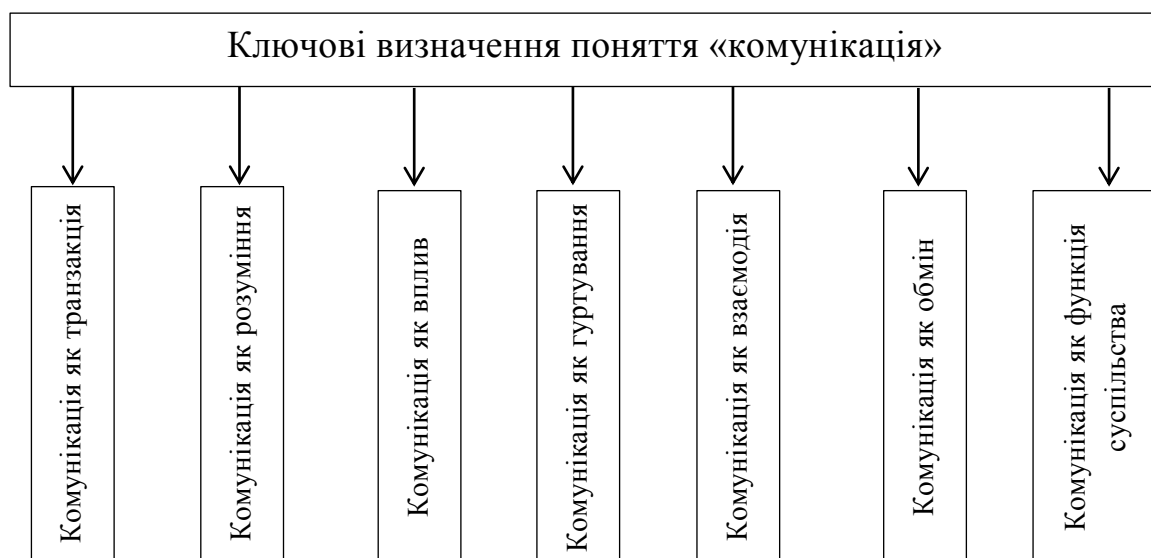 Ключові визначення поняття «комунікація»
Комунікація як транзакція
Комунікація як розуміння
Комунікація як вплив
Комунікація як гуртування
Комунікація як взаємодія
Комунікація як обмін
Комунікація як функція
суспільства